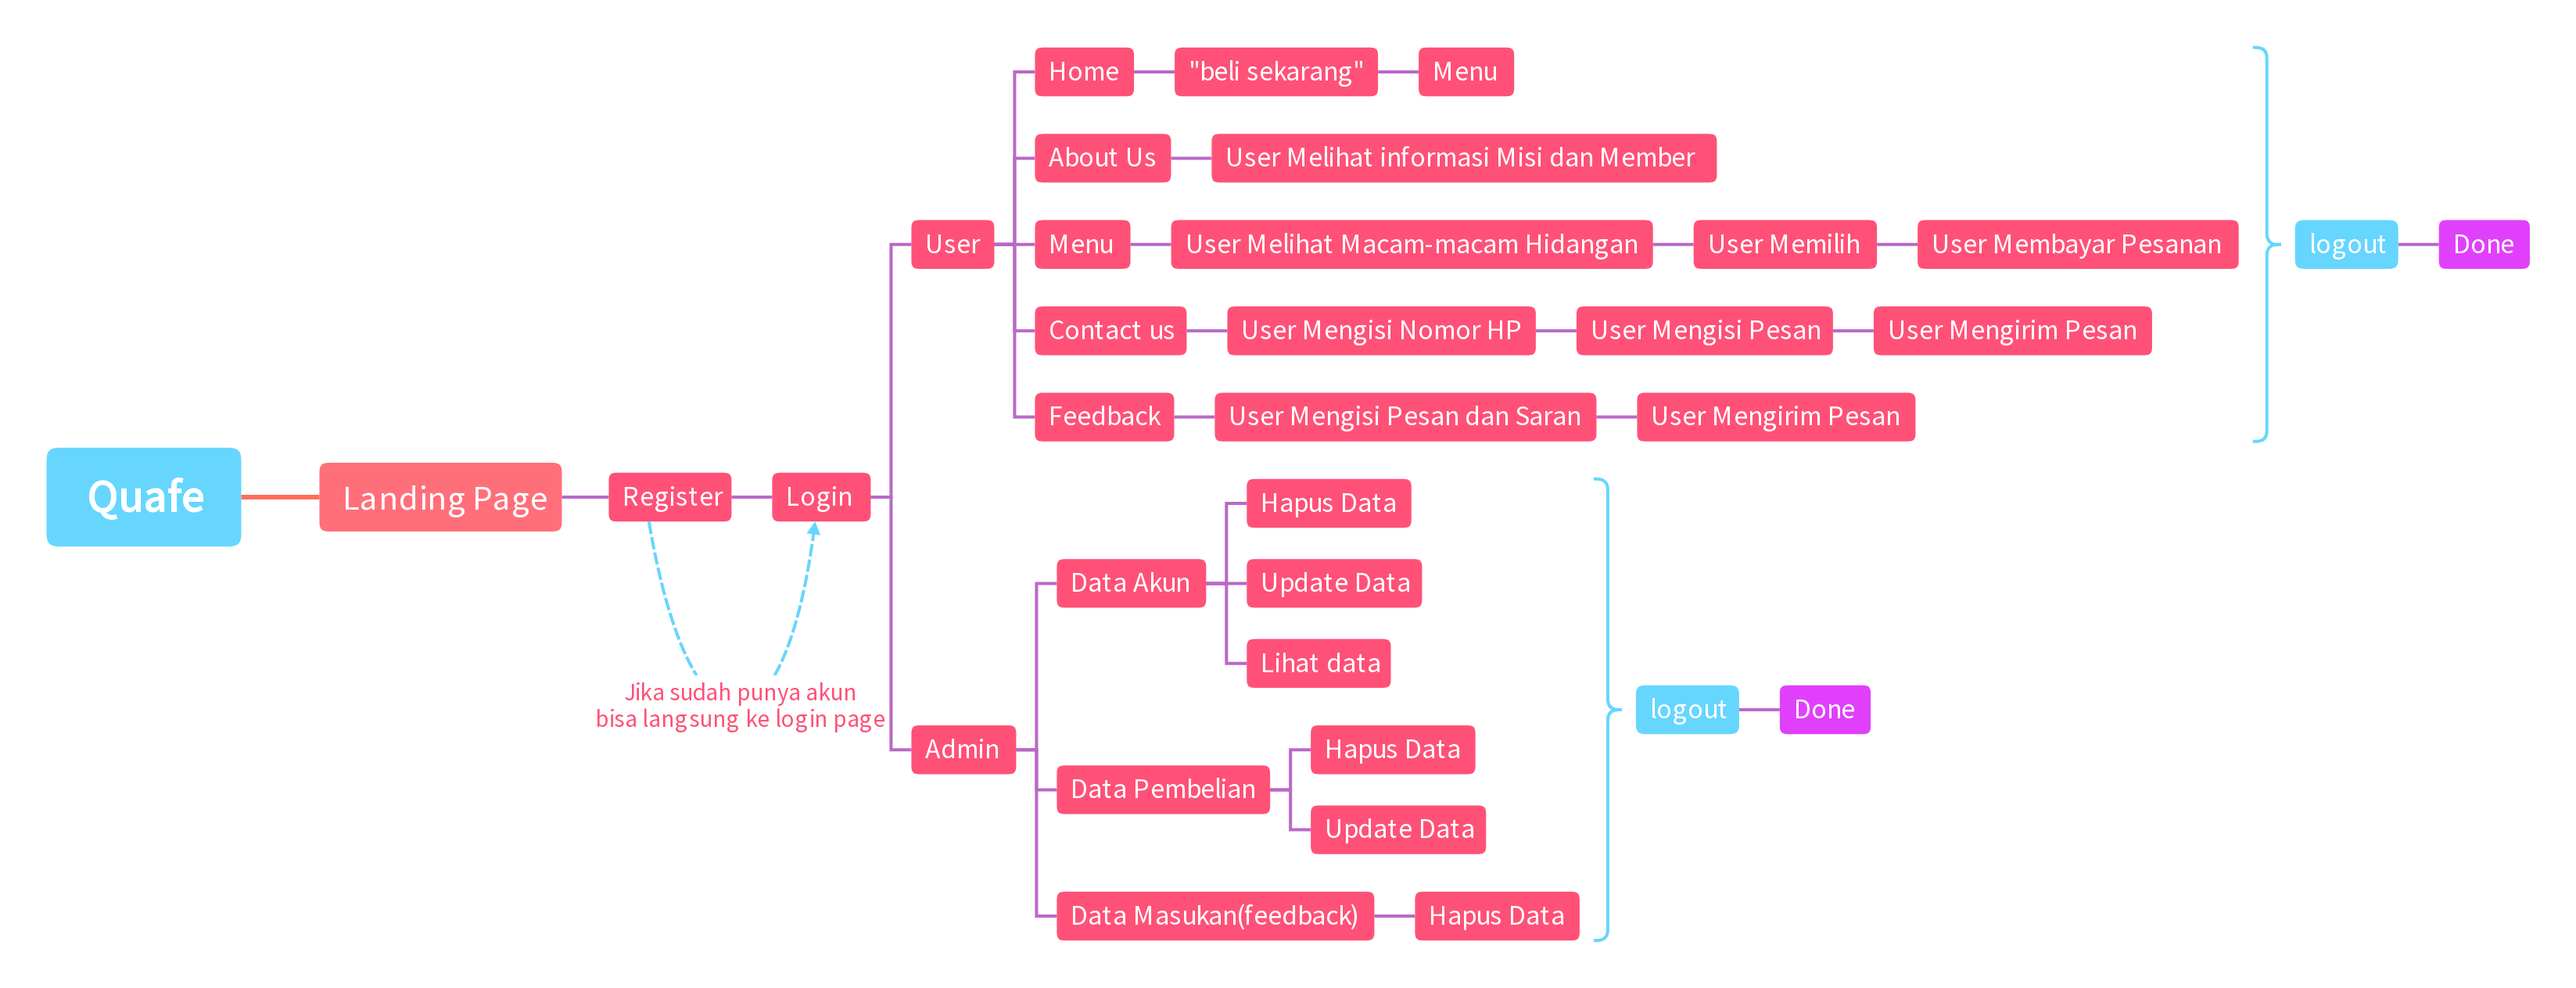 Quafe
Landing Page
Register
Login
Jika sudah punya akun
bisa langsung ke login page
User
Home
"beli sekarang"
Menu
About Us
User Melihat informasi Misi dan Member
Menu
User Melihat Macam-macam Hidangan
User Memilih
User Membayar Pesanan
Contact us
User Mengisi Nomor HP
User Mengisi Pesan
User Mengirim Pesan
Feedback
User Mengisi Pesan dan Saran
User Mengirim Pesan
logout
Done
Admin
Data Akun
Hapus Data
Update Data
Lihat data
Data Pembelian
Hapus Data
Update Data
Data Masukan(feedback)
Hapus Data
logout
Done